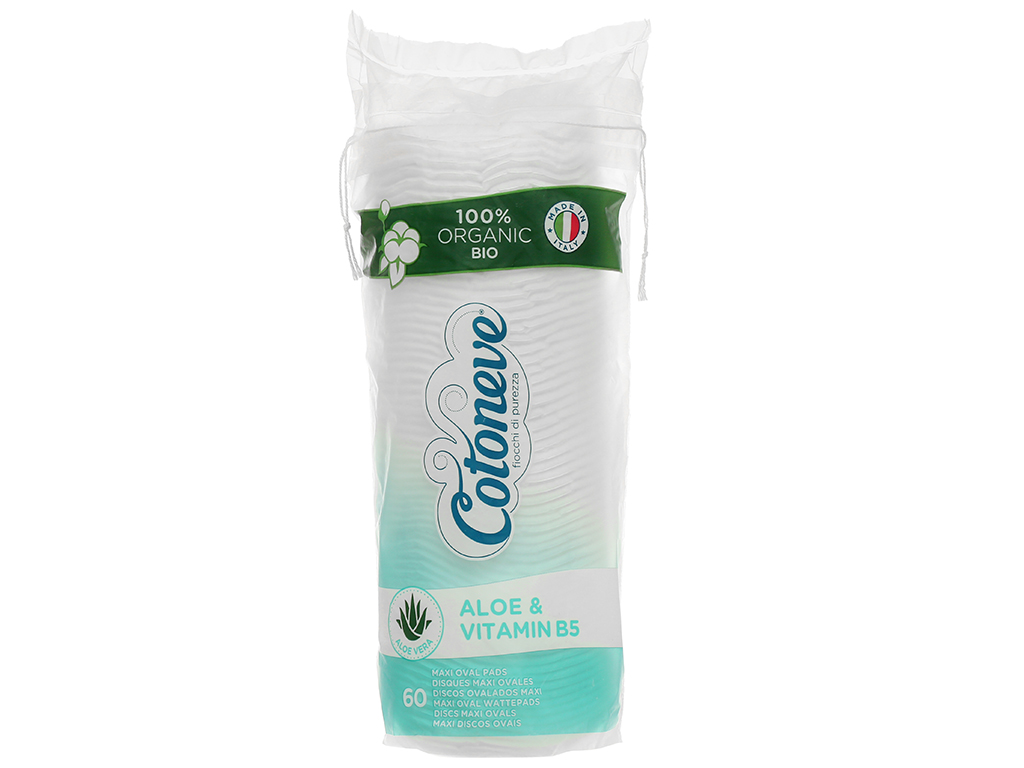 100%
ORGANIC
BIO
MADE IN
ITALY
Cotoneve®
fiocchi di purezza
ALOE &
VITAMIN B5
ALOE VERA
60
MAXI OVAL PADS
DISQUES MAXI OVALES
DISCOS OVALADOS MAXI
MAXI OVAL WATTEPADS
DISCS MAXI OVALS
MAXI DISCOS OVAIS